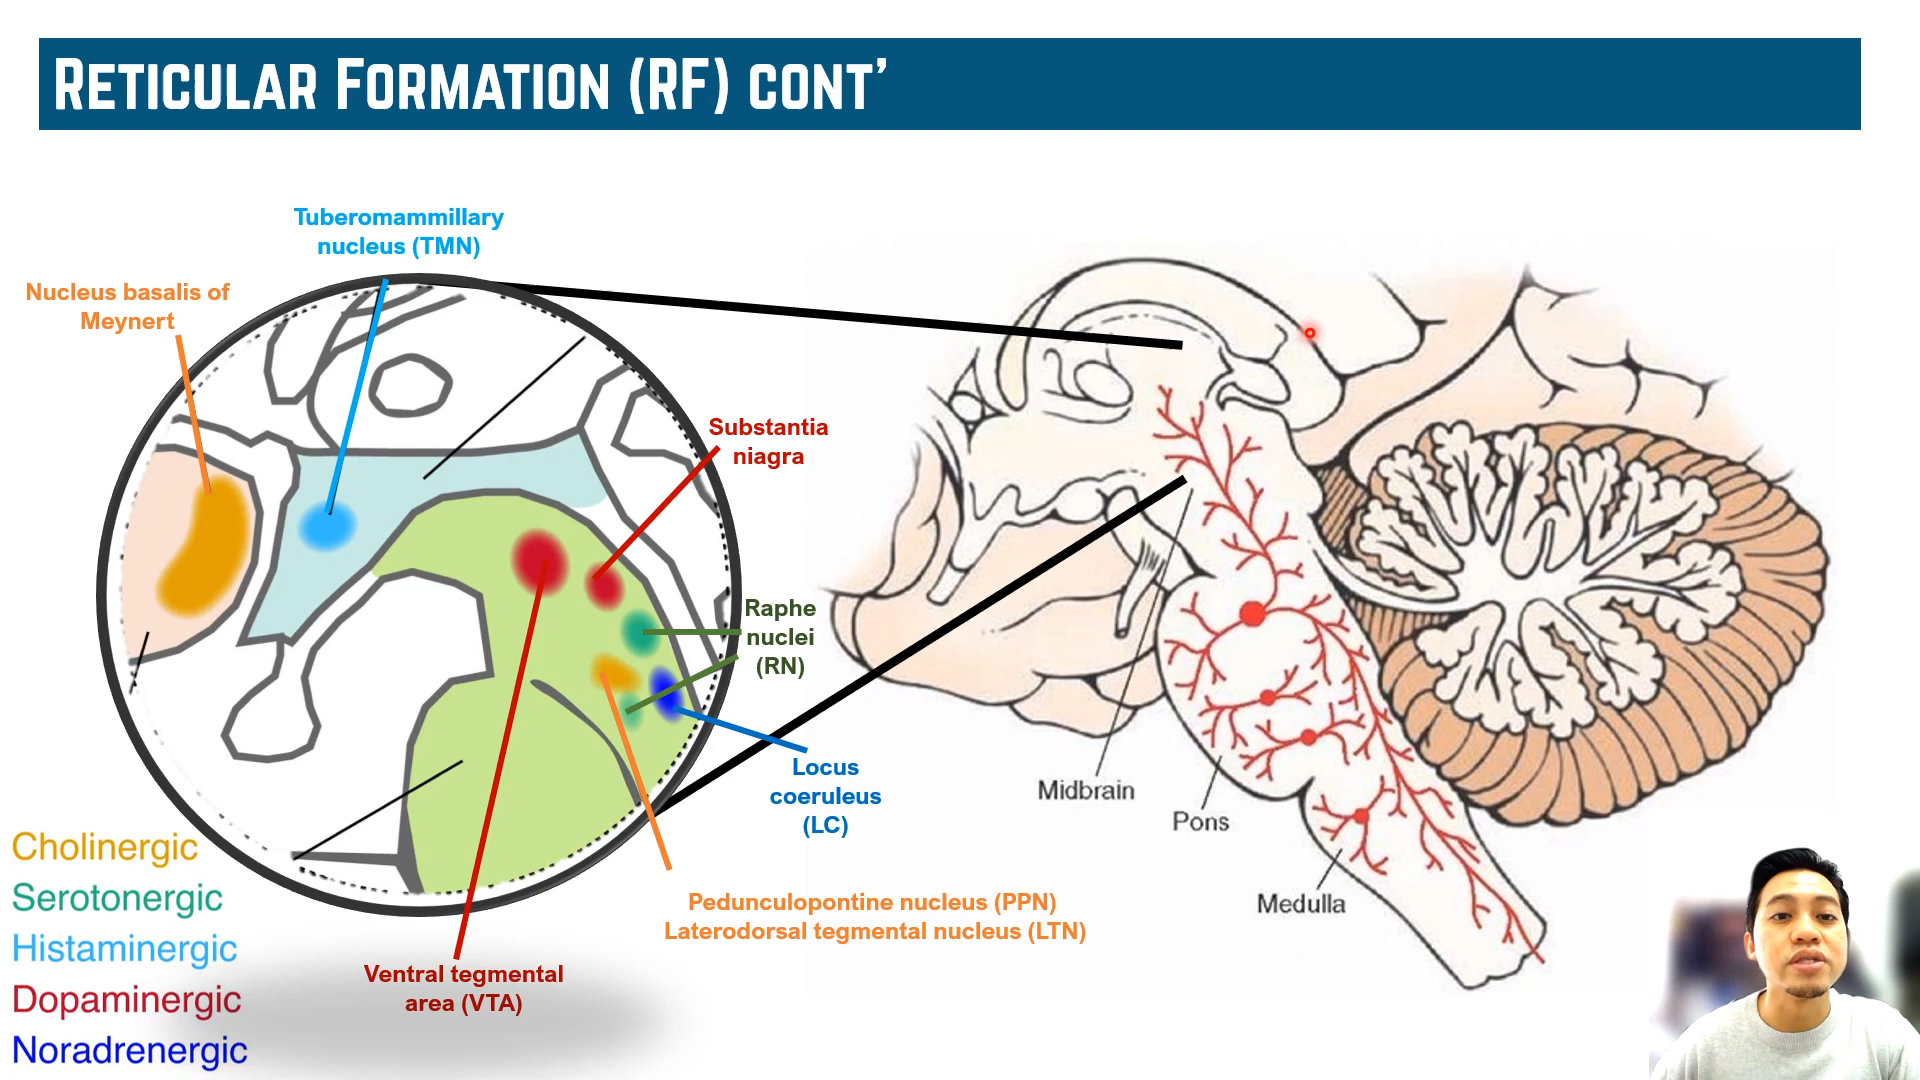 RETICULAR FORMATION (RF) CONT’
Tuberomammillary
nucleus (TMN)
Nucleus basalis of
Meynert
Substantia
niagra
Raphe
nuclei
(RN)
Locus
coeruleus
(LC)
Pedunculopontine nucleus (PPN)
Laterodorsal tegmental nucleus (LTN)
Ventral tegmental
area (VTA)
Midbrain
Pons
Medulla
Cholinergic
Serotonergic
Histaminergic
Dopaminergic
Noradrenergic